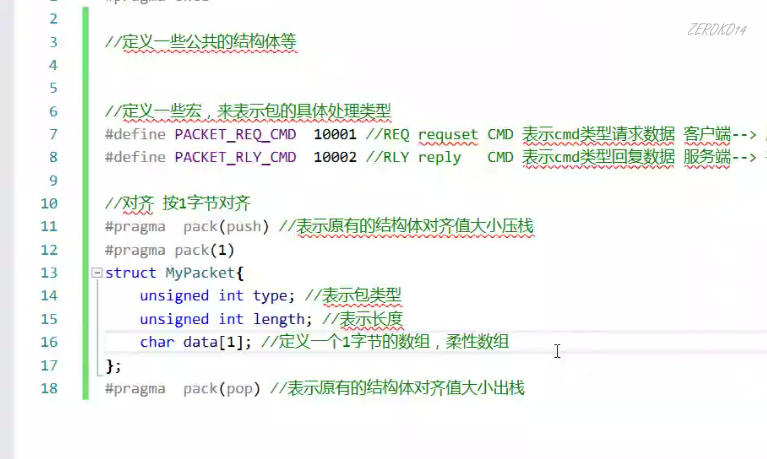 2
ZEROK014
3 //定义一些公共的结构体等
4
5
6 //定义一些宏，来表示包的具体处理类型
7 #define PACKET_REQ_CMD 10001 //REQ requset CMD 表示cmd类型请求数据 客户端-->
8 #define PACKET_RLY_CMD 10002 //RLY reply CMD 表示cmd类型回复数据 服务端-->
9
10 //对齐 按1字节对齐
11 #pragma pack(push) //表示原有的结构体对齐值大小压栈
12 #pragma pack(1)
13 struct MyPacket{
14 unsigned int type; //表示包类型
15 unsigned int length; //表示长度
16 char data[1]; //定义一个1字节的数组，柔性数组
17 };
18 #pragma pack(pop) //表示原有的结构体对齐值大小出栈